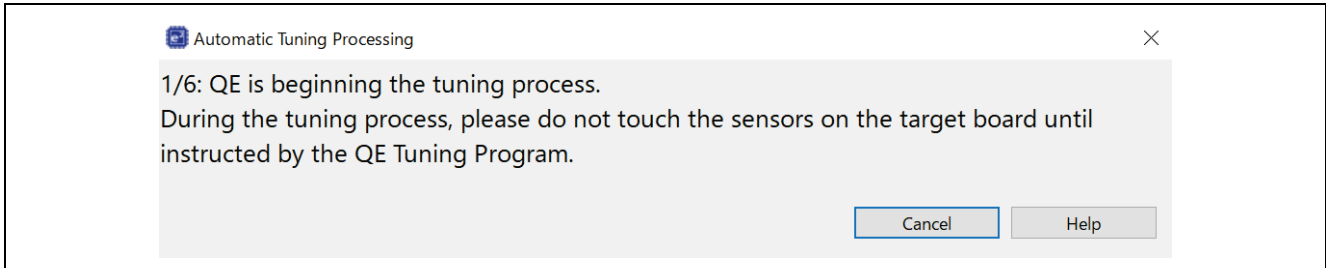 Automatic Tuning Processing
1/6: QE is beginning the tuning process.
During the tuning process, please do not touch the sensors on the target board until
instructed by the QE Tuning Program.
Cancel Help